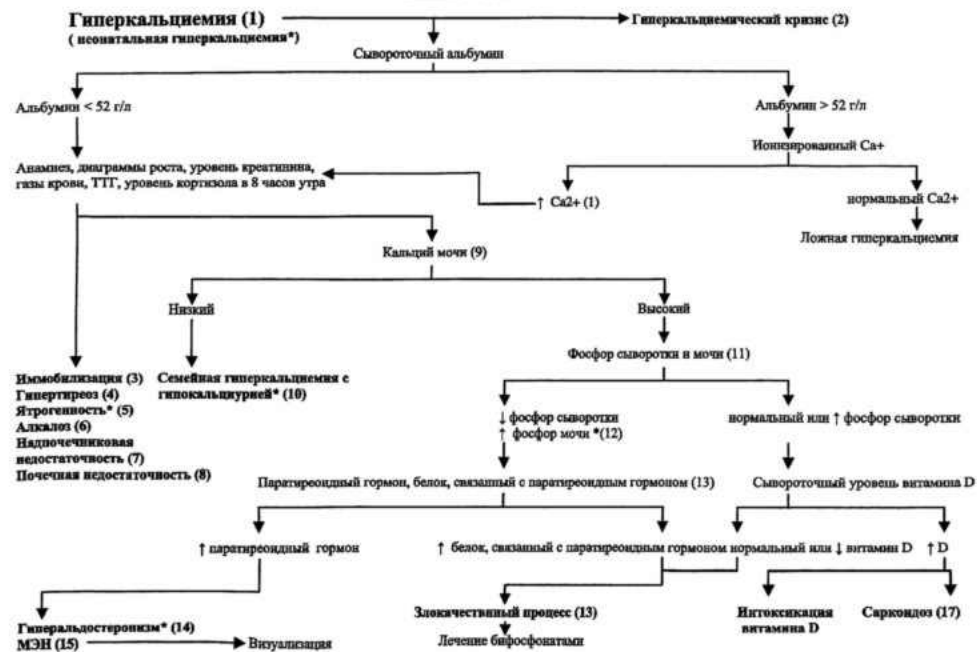 Гиперкальциемия (1)
Гиперкальциемический кризис (2)
( неонатальная гиперкальциемия*)
Сывороточный альбумин
Альбумин < 52 г/л
Альбумин > 52 г/л
Ионизированный Ca+
Анамнез, диаграммы роста, уровень креатинина,
газы крови, ТТГ, уровень кортизола в 8 часов утра
↑ Ca2+ (1)
нормальный Ca2+
Ложная гиперкальциемия
Кальций мочи (9)
Низкий
Высокий
Фосфор сыворотки и мочи (11)
Иммобилизация (3)
Гипертиреоз (4)
Ятрогенность* (5)
Алкалоз (6)
Надпочечниковая
недостаточность (7)
Почечная недостаточность (8)
Семейная гиперкальциемия с
гипокальциурией* (10)
↓ фосфор сыворотки
↑ фосфор мочи *(12)
нормальный или ↑ фосфор сыворотки
Паратиреоидный гормон, белок, связанный с паратиреоидным гормоном (13)
Сывороточный уровень витамина D
↑ паратиреоидный гормон
↑ белок, связанный с паратиреоидным гормоном
нормальный или ↓ витамин D
↑ D
Гиперальдостеронизм* (14)
МЭН (15)
Визуализация
Злокачественный процесс (13)
Лечение бифосфонатами
Интоксикация
витамина D
Саркоидоз (17)